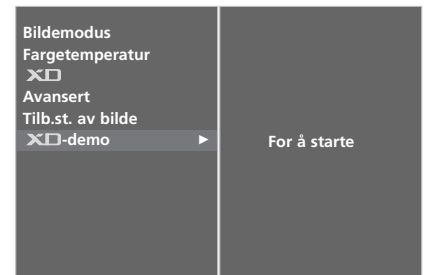 Bildemodus
Fargetemperatur
XD
Avansert
Tilb.st. av bilde
XD-demo ►
For å starte